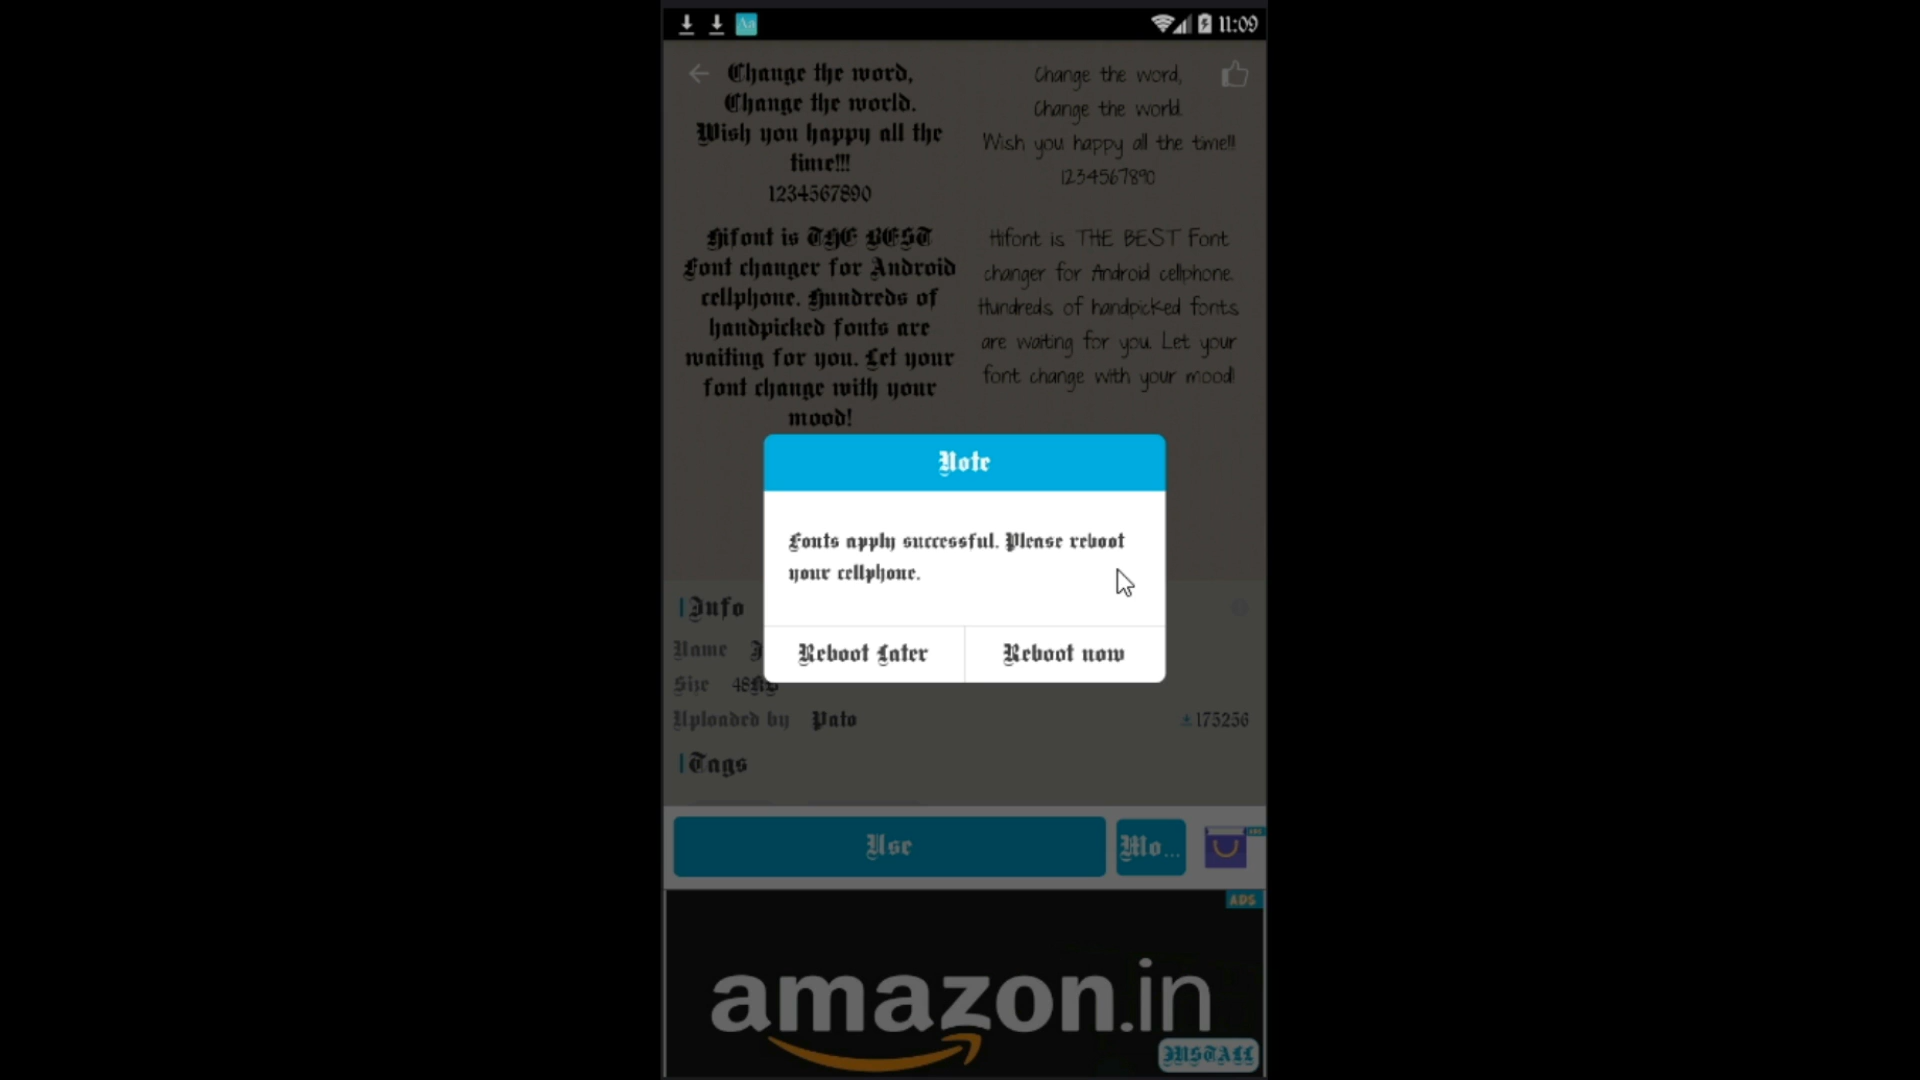 Aa
11:09
Change the word,
Change the world.
Wish you happy all the
time!!!
1234567890
Hifont is THE BEST
Font changer for Android
cellphone. Hundreds of
handpicked fonts are
waiting for you. Let your
font change with your
mood!
Change the word,
Change the world.
Wish you happy all the time!!!
1234567890
Hifont is THE BEST Font
changer for Android cellphone.
Hundreds of handpicked fonts
are waiting for you. Let your
font change with your mood!
Note
Fonts apply successful. Please reboot
your cellphone.
Reboot Later
Reboot now
Info
Name
Size 48KB
Uploaded by Pato
175256
Tags
Use
Mo...
ADS
ADS
amazon.in
INSTALL